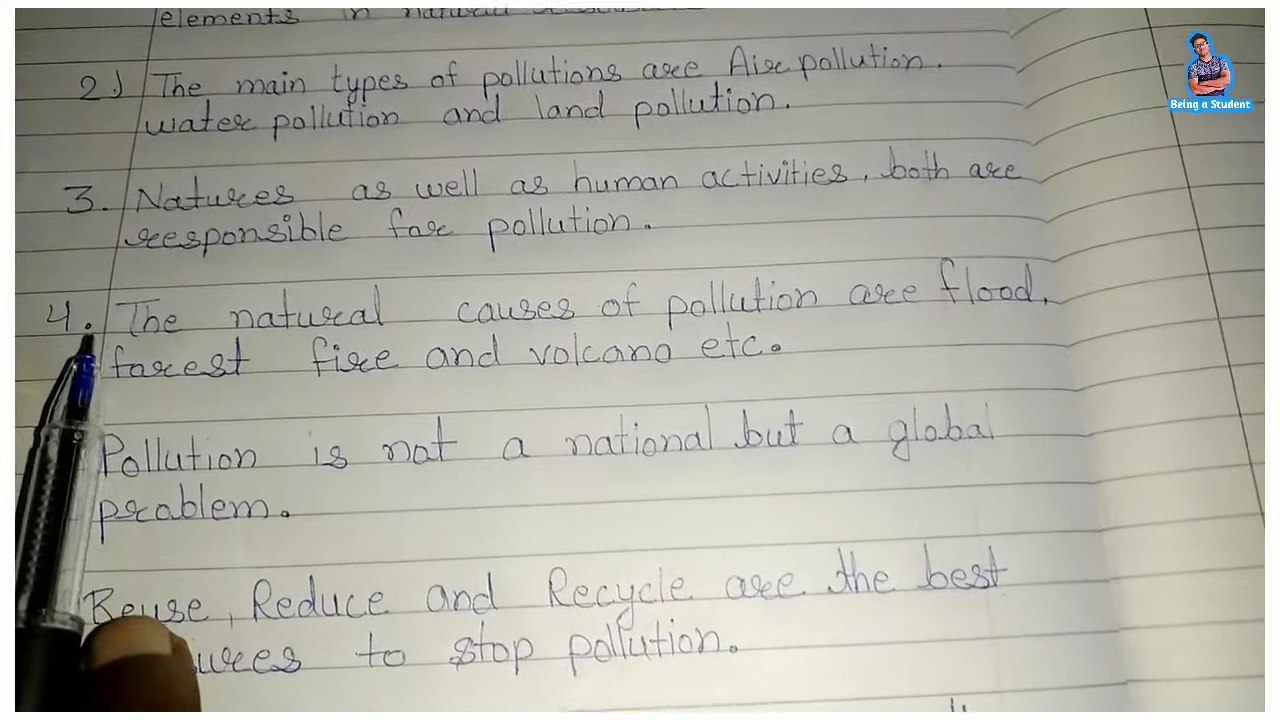 elements in natural
2) The main types of pollutions are Air pollution.
water pollution and land pollution.
3. Natures as well as human activities, both are
responsible for pollution.
4. The natural causes of pollution are flood,
forest fire and volcano etc.
Pollution is not a national but a global
problem.
Reuse, Reduce and Recycle are the best
to stop pollution.
Being a Student